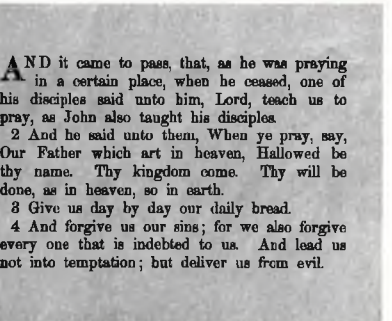 AND it came to pass, that, as he was praying
in a certain place, when he ceased, one of
his disciples said unto him, Lord, teach us to
pray, as John also taught his disciples.
2 And he said unto them, When ye pray, say,
Our Father which art in heaven, Hallowed be
thy name. Thy kingdom come. Thy will be
done, as in heaven, so in earth.
3 Give us day by day our daily bread.
4 And forgive us our sins; for we also forgive
every one that is indebted to us. And lead us
not into temptation; but deliver us from evil.